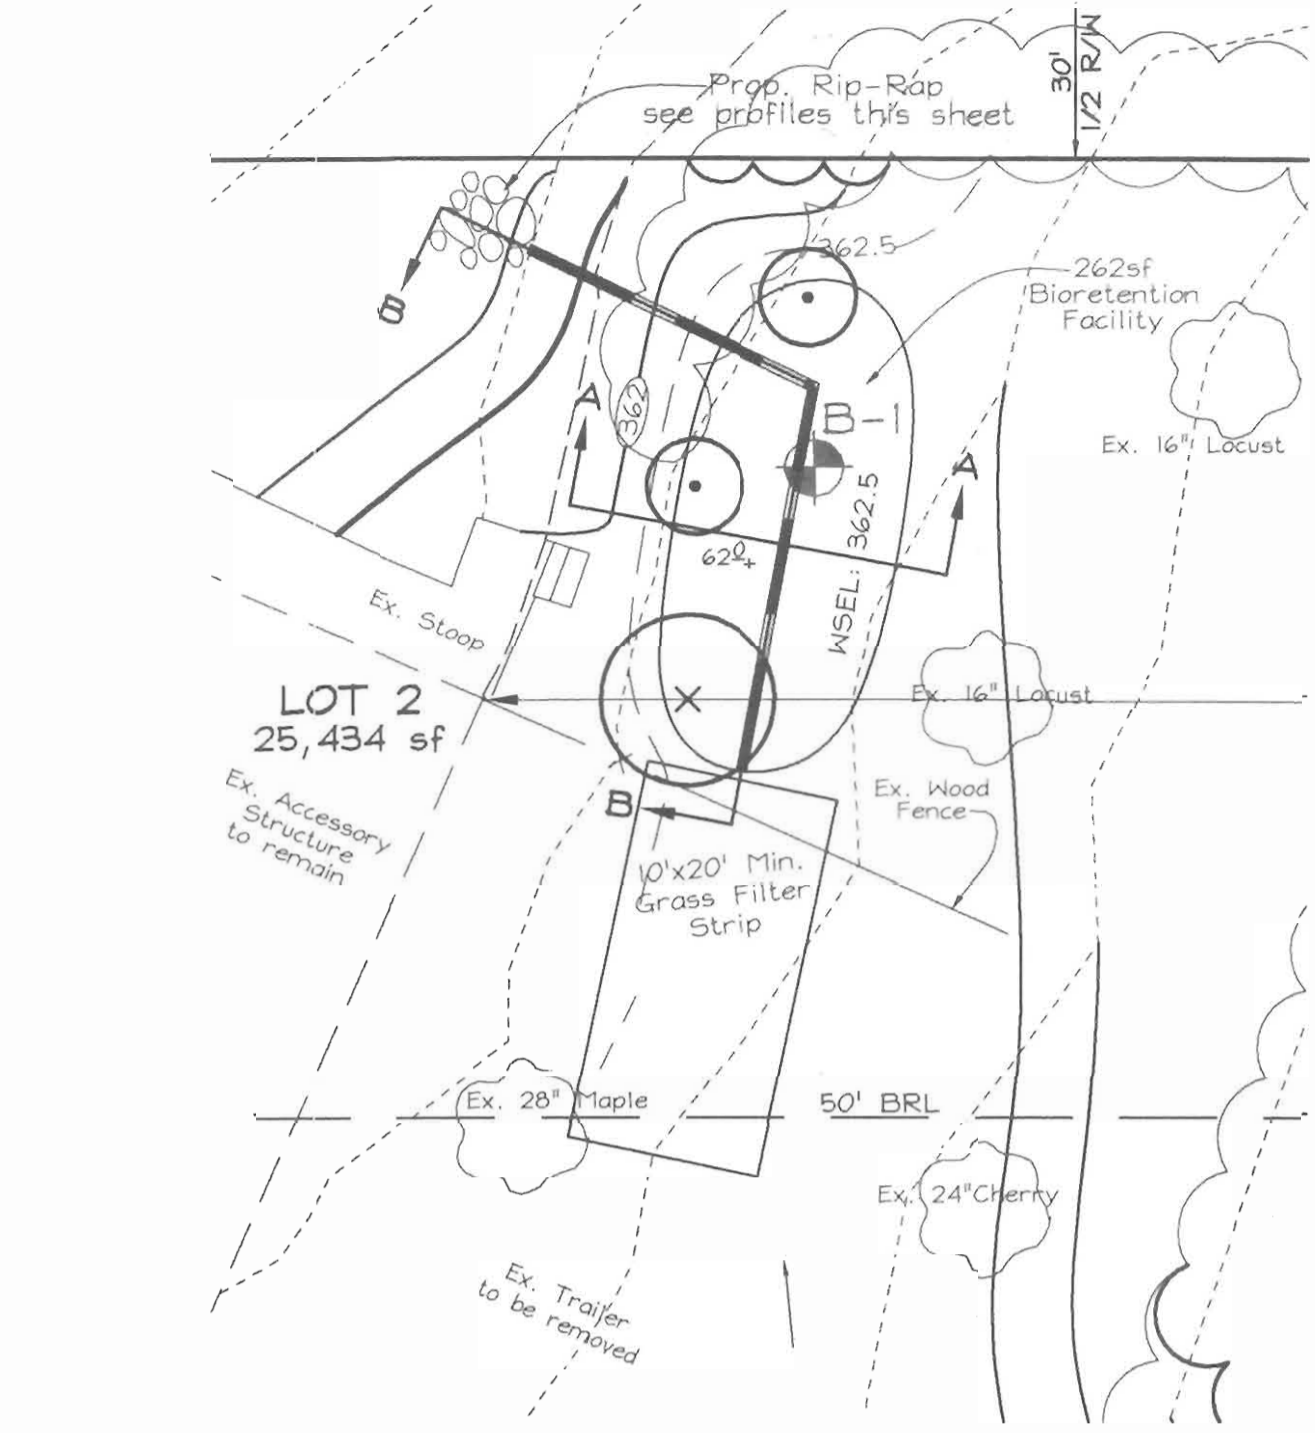 30'
1/2 R/W
Prop. Rip-Rap
see profiles this sheet
362.5
262sf
Bioretention
Facility
B
A
362
B-1
Ex. 16" Locust
A
WSEL: 362.5
Ex. Stoop
LOT 2
25,434 sf
Ex. 16" Locust
Ex. Accessory
Structure
to remain
Ex. Wood
Fence
B
10'x20' Min.
Grass Filter
Strip
Ex. 28" Maple
50' BRL
Ex. 24"Cherry
Ex. Trailer
to be removed